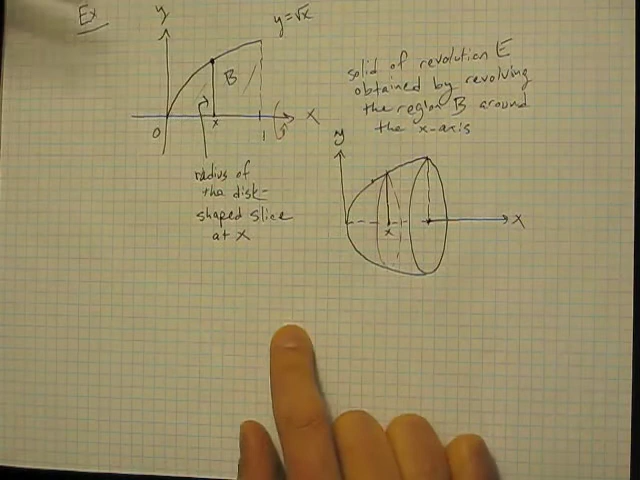 Ex
y
y=√x
B
0
x
1
x
radius of
the disk-
shaped slice
at x
solid of revolution E
obtained by revolving
the region B around
the x-axis
y
x
x